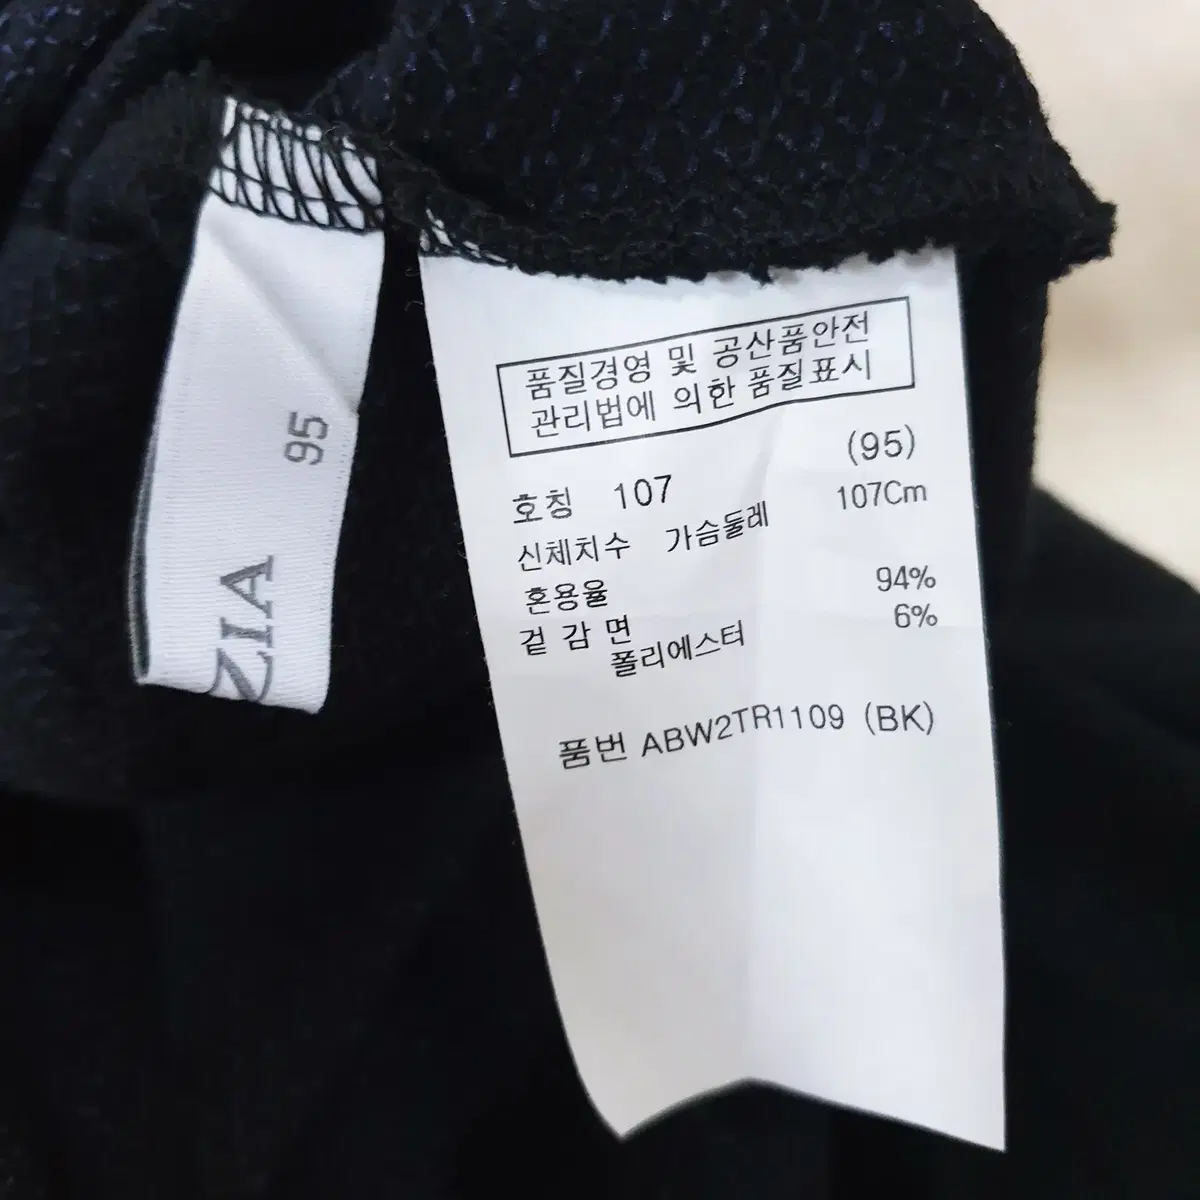 95
ZIA
품질경영 및 공산품안전
관리법에 의한 품질표시
(95)
호칭 107
신체치수 가슴둘레 107Cm
혼용율
겉 감 면 94%
폴리에스터 6%
품번 ABW2TR1109 (BK)